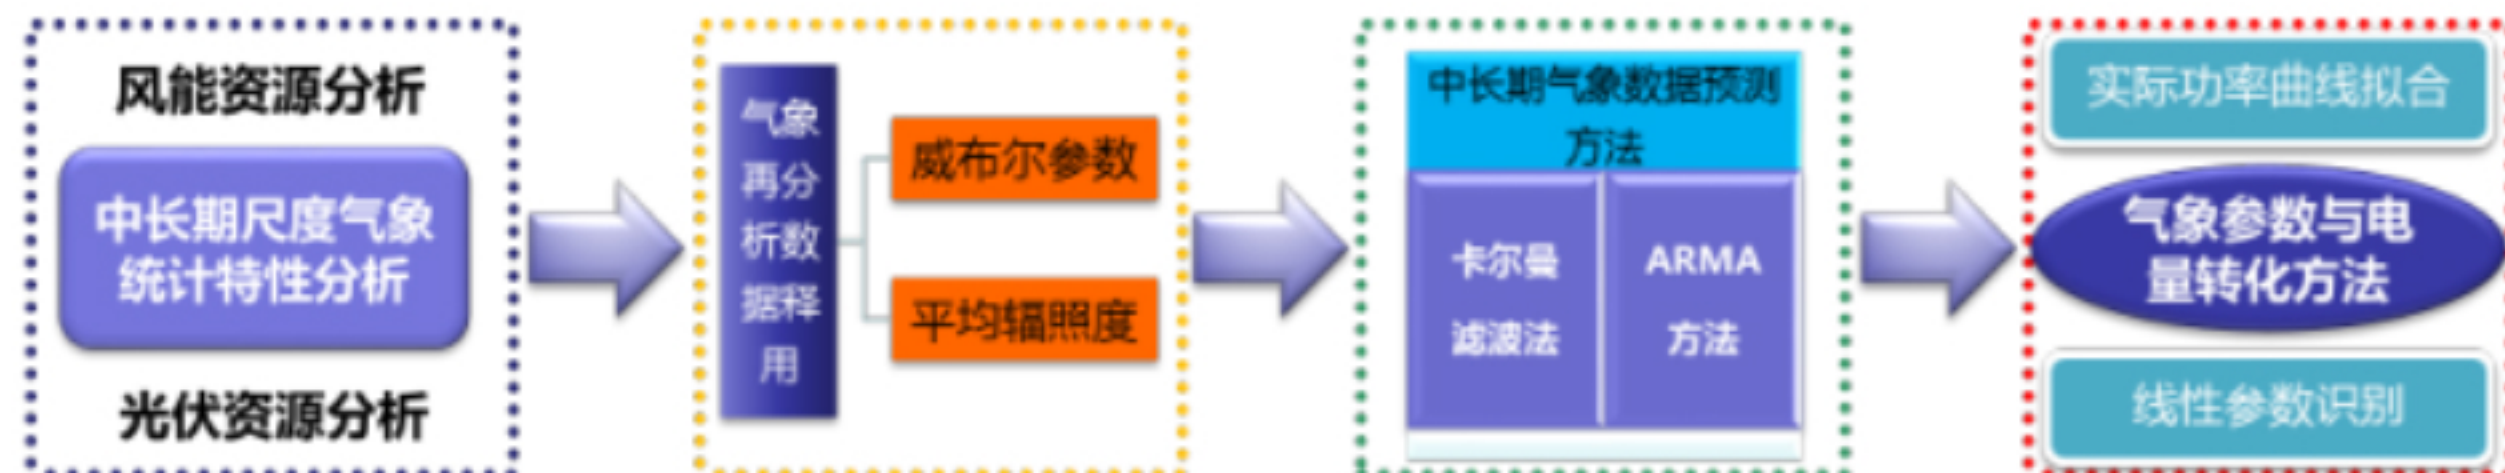 风能资源分析
中长期尺度气象
统计特性分析
光伏资源分析
气象
再分
析数
据释
用
威布尔参数
平均辐照度
中长期气象数据预测
方法
卡尔曼
滤波法
ARMA
方法
实际功率曲线拟合
气象参数与电
量转化方法
线性参数识别